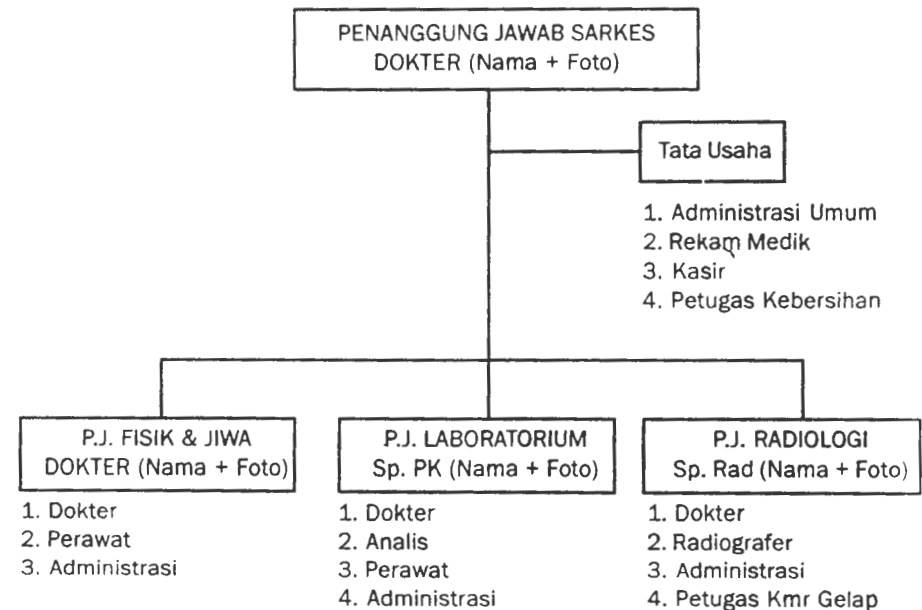 PENANGGUNG JAWAB SARKES
DOKTER (Nama + Foto)
Tata Usaha
1. Administrasi Umum
2. Rekam Medik
3. Kasir
4. Petugas Kebersihan
P.J. FISIK & JIWA
DOKTER (Nama + Foto)
1. Dokter
2. Perawat
3. Administrasi
P.J. LABORATORIUM
Sp. PK (Nama + Foto)
1. Dokter
2. Analis
3. Perawat
4. Administrasi
P.J. RADIOLOGI
Sp. Rad (Nama + Foto)
1. Dokter
2. Radiografer
3. Administrasi
4. Petugas Kmr Gelap